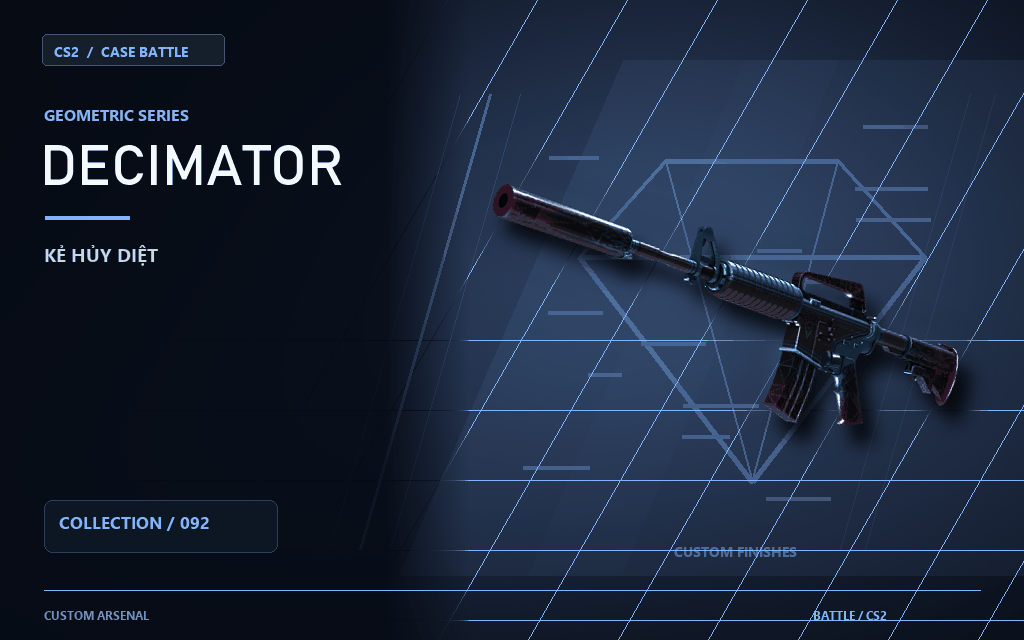 CS2 / CASE BATTLE
GEOMETRIC SERIES
DECIMATOR
KẺ HỦY DIỆT
COLLECTION / 092
CUSTOM FINISHES
CUSTOM ARSENAL
BATTLE / CS2